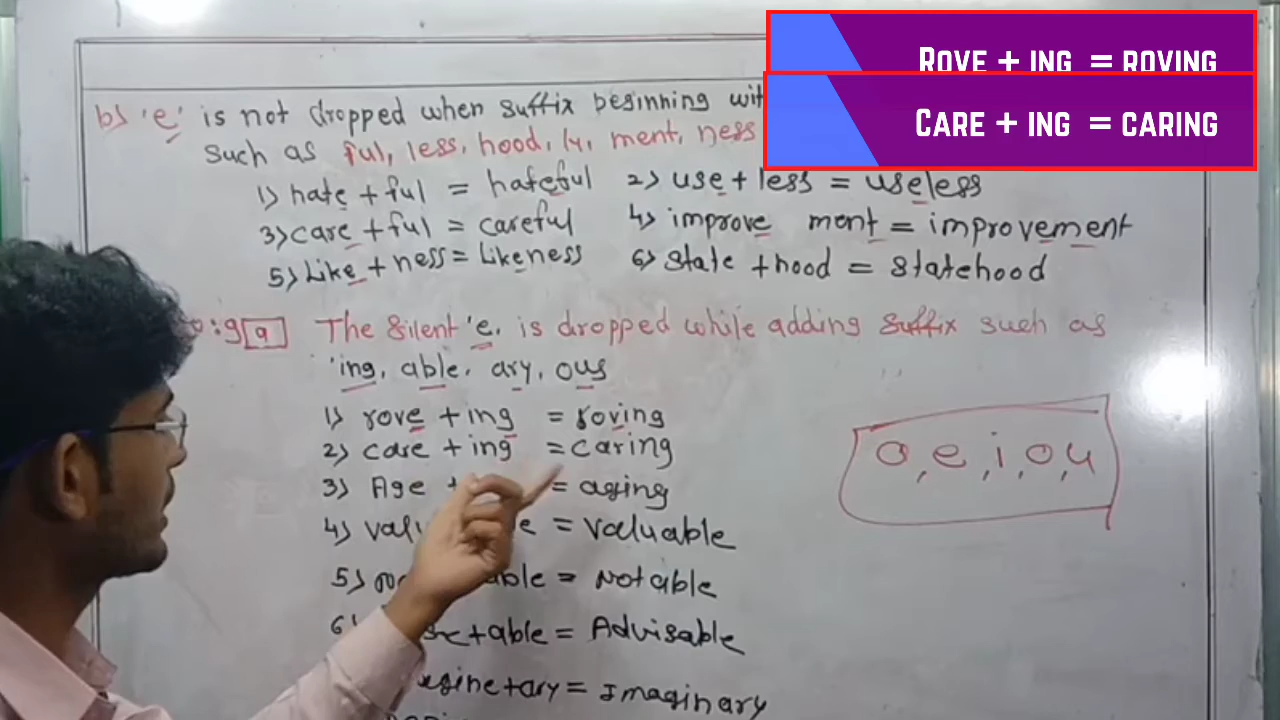 ROVE + ING = ROVING
CARE + ING = CARING
b) 'e' is not dropped when suffix beginning
such as ful, less, hood, ly, ment, ness
1) hate + ful = hateful 2) use + less = useless
3) care + ful = careful 4) improve ment = improvement
5) Like + ness = Likeness 6) State + hood = Statehood
a The Silent 'e, is dropped while adding suffix such as
'ing, able, ary, ous
1) rove + ing = roving
2) care + ing = caring
3) Age = aging
4) = valuable
5) able = Notable
6) + able = Advisable
+ ary = Imaginary
a, e, i, o, u